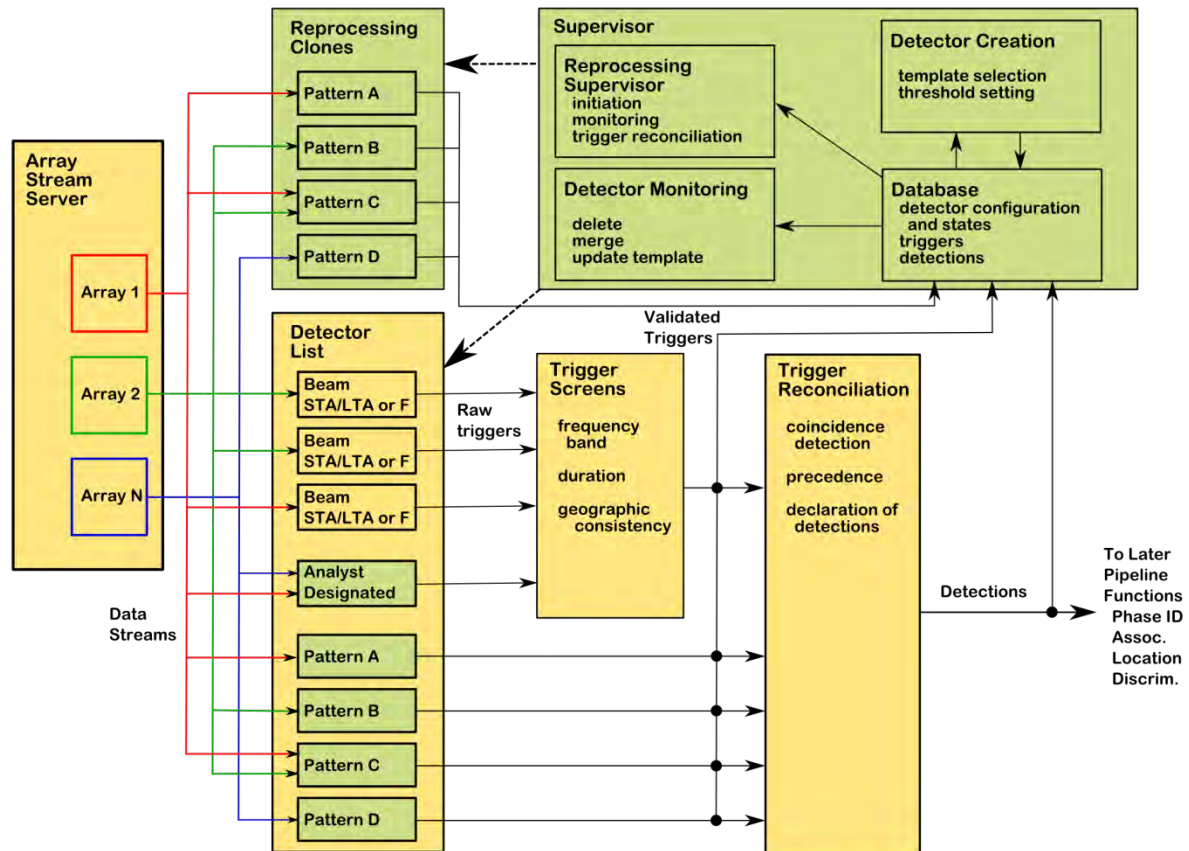 Array
Stream
Server
Array 1
Array 2
Array N
Data
Streams
Reprocessing
Clones
Pattern A
Pattern B
Pattern C
Pattern D
Supervisor
Reprocessing
Supervisor
initiation
monitoring
trigger reconciliation
Detector Monitoring
delete
merge
update template
Detector Creation
template selection
threshold setting
Database
detector configuration
and states
triggers
detections
Detector
List
Beam
STA/LTA or F
Beam
STA/LTA or F
Beam
STA/LTA or F
Analyst
Designated
Pattern A
Pattern B
Pattern C
Pattern D
Raw
triggers
Trigger
Screens
frequency
band
duration
geographic
consistency
Validated
Triggers
Trigger
Reconciliation
coincidence
detection
precedence
declaration of
detections
Detections
To Later
Pipeline
Functions
Phase ID
Assoc.
Location
Discrim.